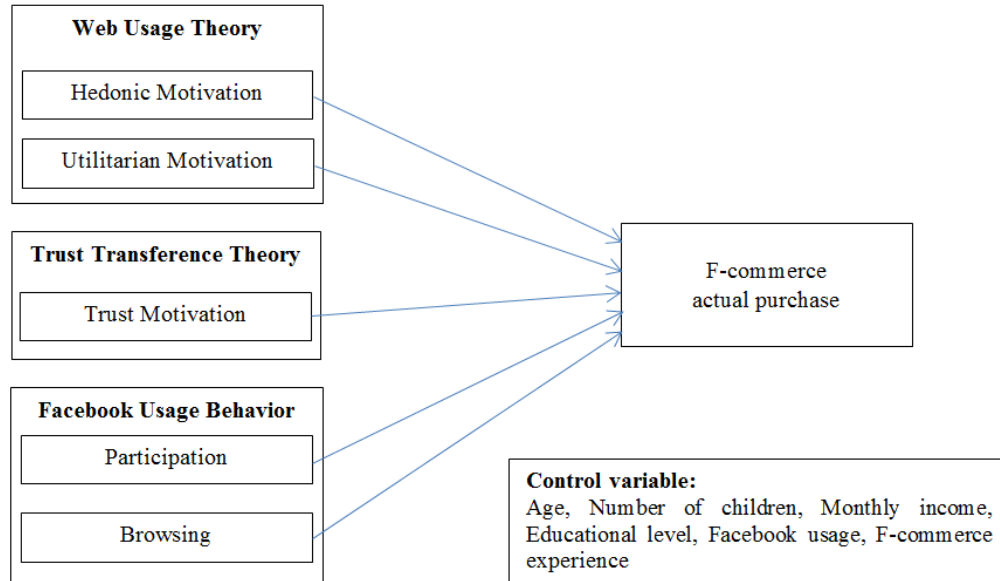 Web Usage Theory
Hedonic Motivation
Utilitarian Motivation
Trust Transference Theory
Trust Motivation
Facebook Usage Behavior
Participation
Browsing
F-commerce
actual purchase
Control variable:
Age, Number of children, Monthly income,
Educational level, Facebook usage, F-commerce
experience